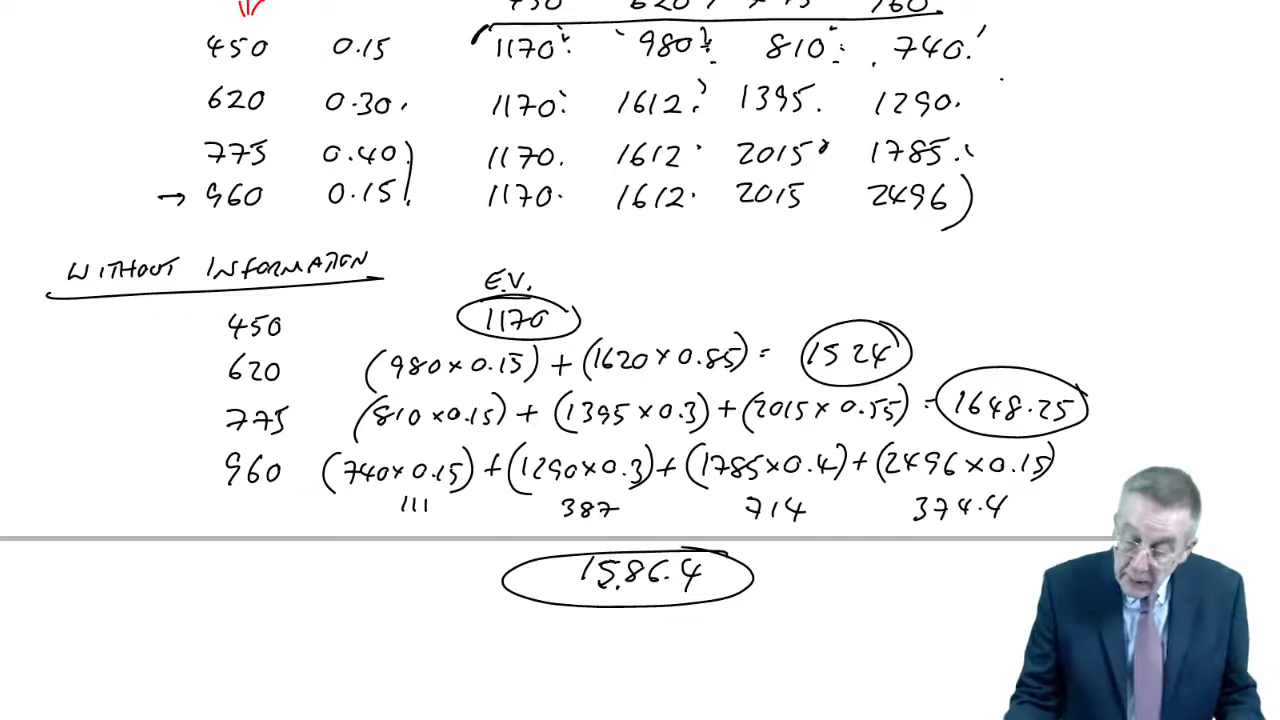 450 0.15 1170 980 810 740
620 0.30 1170 1612 1395 1290
775 0.40 1170 1612 2015 1785
→ 960 0.15 1170 1612 2015 2496
WITHOUT INFORMATION
E.V.
450 1170
620 (980 x 0.15) + (1620 x 0.85) = 1524
775 (810 x 0.15) + (1395 x 0.3) + (2015 x 0.55) = 1648.25
960 (740 x 0.15) + (1290 x 0.3) + (1785 x 0.4) + (2496 x 0.15)
111 387 714 374.4
1586.4